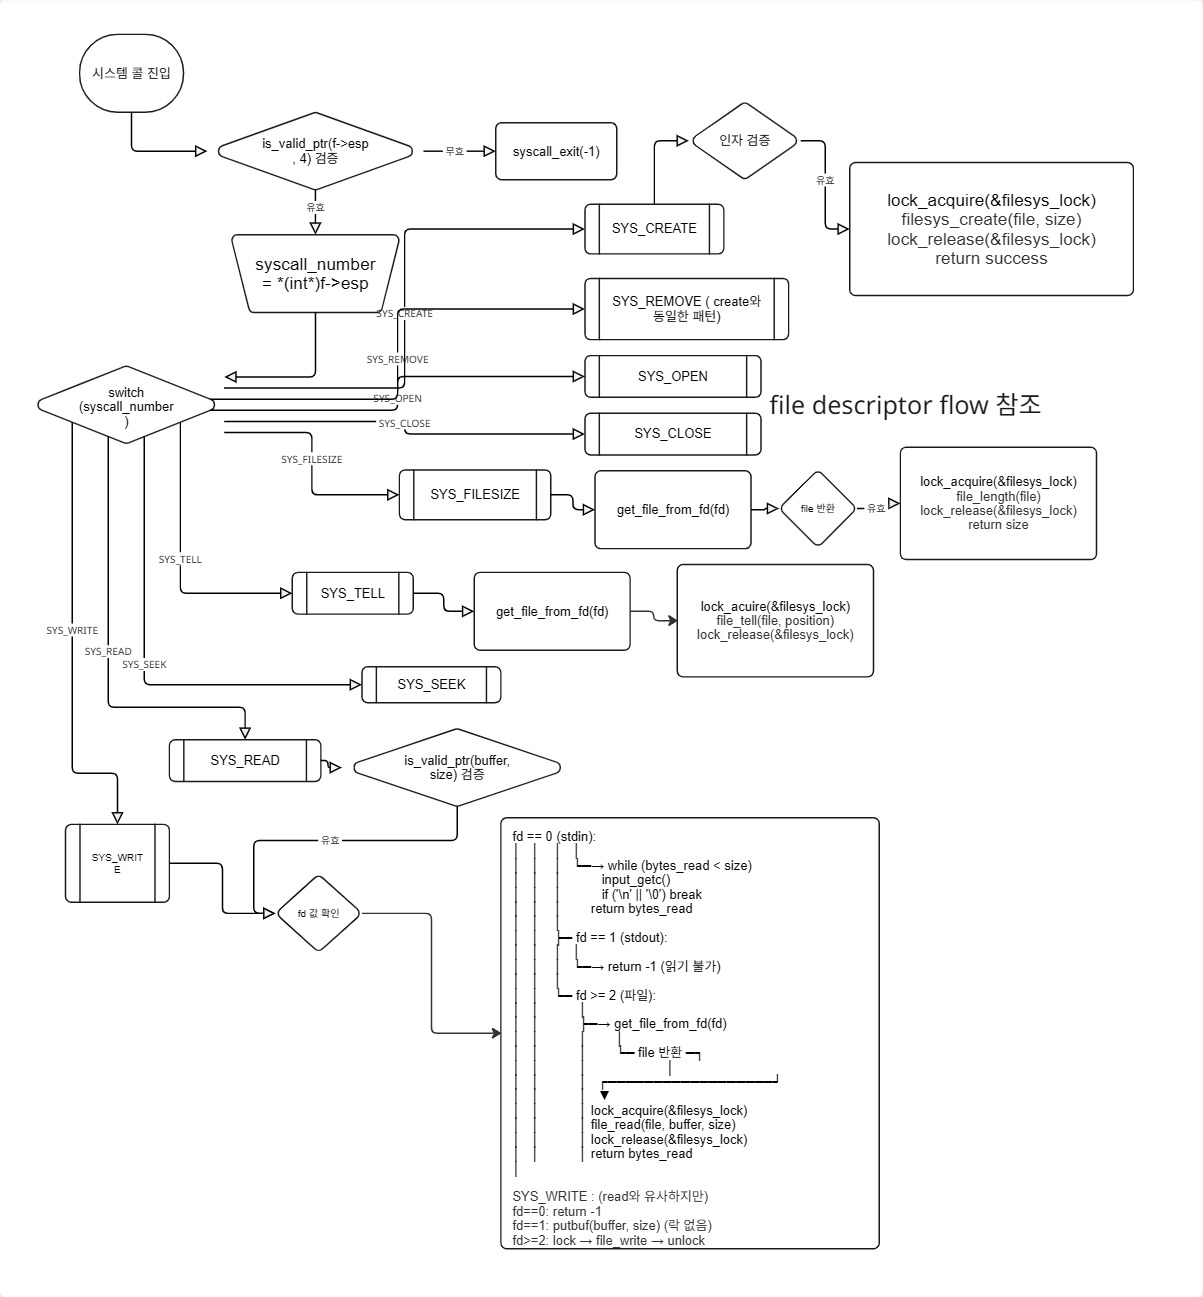 시스템 콜 진입
is_valid_ptr(f->esp
, 4) 검증
무효
syscall_exit(-1)
인자 검증
유효
lock_acquire(&filesys_lock)
filesys_create(file, size)
lock_release(&filesys_lock)
return success
유효
SYS_CREATE
syscall_number
= *(int*)f->esp
SYS_CREATE
SYS_REMOVE ( create와
동일한 패턴)
SYS_REMOVE
SYS_OPEN
switch
(syscall_number
)
SYS_OPEN
file descriptor flow 참조
SYS_CLOSE
SYS_CLOSE
SYS_FILESIZE
SYS_FILESIZE
get_file_from_fd(fd)
file 반환
유효
lock_acquire(&filesys_lock)
file_length(file)
lock_release(&filesys_lock)
return size
SYS_TELL
SYS_TELL
get_file_from_fd(fd)
lock_acuire(&filesys_lock)
file_tell(file, position)
lock_release(&filesys_lock)
SYS_WRITE
SYS_READ
SYS_SEEK
SYS_SEEK
SYS_READ
is_valid_ptr(buffer,
size) 검증
유효
SYS_WRIT
E
fd 값 확인
fd == 0 (stdin):
→ while (bytes_read < size)
input_getc()
if ('\n' || '\0') break
return bytes_read
fd == 1 (stdout):
→ return -1 (읽기 불가)
fd >= 2 (파일):
→ get_file_from_fd(fd)
file 반환
▼
lock_acquire(&filesys_lock)
file_read(file, buffer, size)
lock_release(&filesys_lock)
return bytes_read
SYS_WRITE : (read와 유사하지만)
fd==0: return -1
fd==1: putbuf(buffer, size) (락 없음)
fd>=2: lock → file_write → unlock